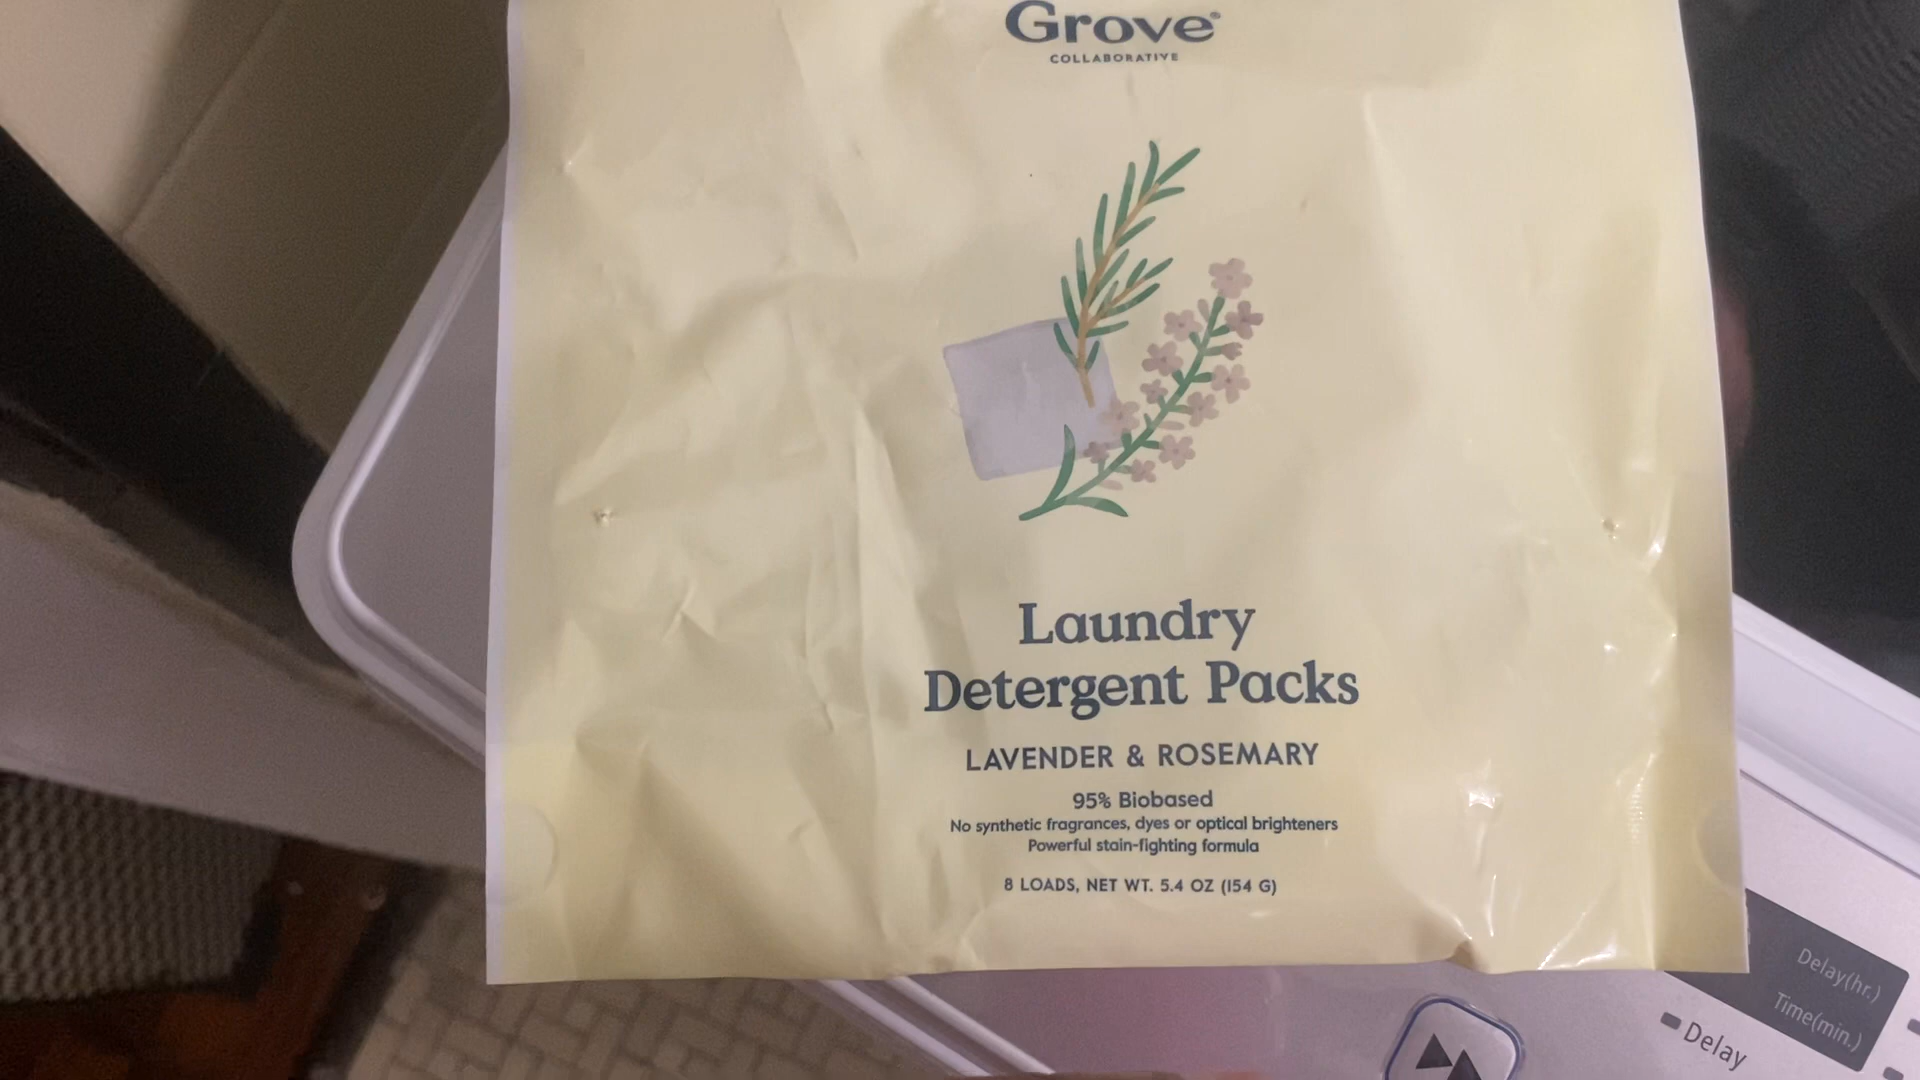 Grove®
COLLABORATIVE
Laundry
Detergent Packs
LAVENDER & ROSEMARY
95% Biobased
No synthetic fragrances, dyes or optical brighteners
Powerful stain-fighting formula
8 LOADS, NET WT. 5.4 OZ (154 G)
Delay(hr.)
Time(min.)
Delay